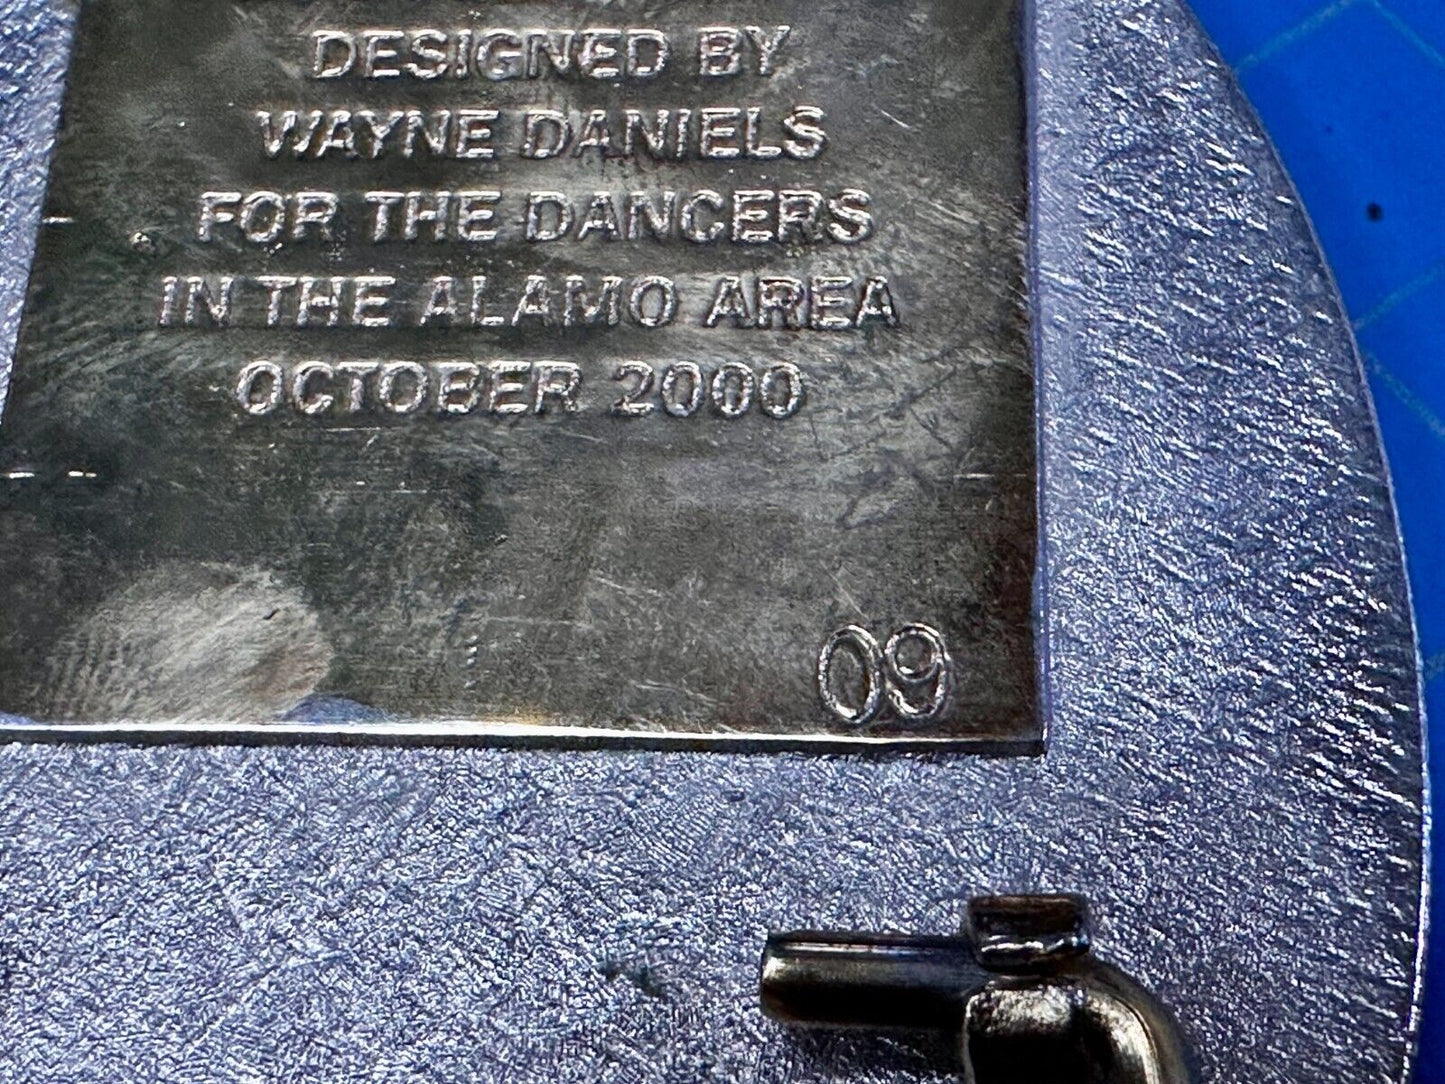 DESIGNED BY
WAYNE DANIELS
FOR THE DANCERS
IN THE ALAMO AREA
OCTOBER 2000
09